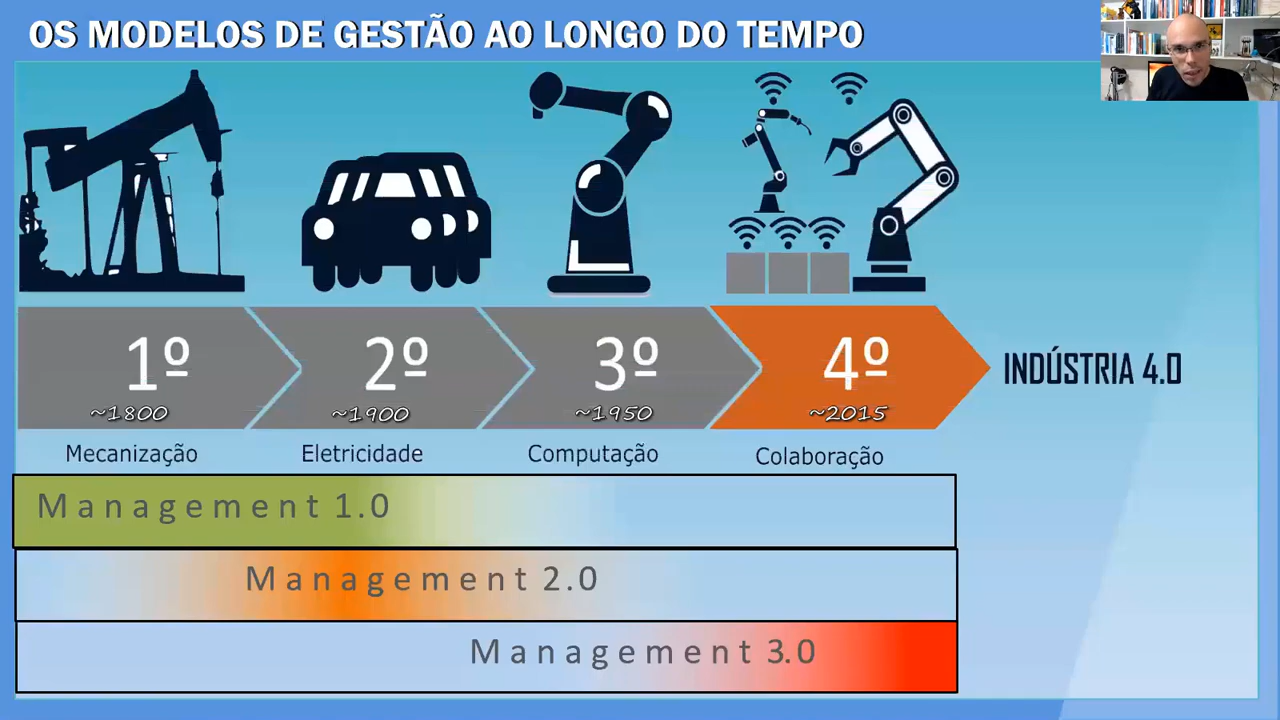 OS MODELOS DE GESTÃO AO LONGO DO TEMPO
1º
2º
3º
4º
INDÚSTRIA 4.0
~1800
~1900
~1950
~2015
Mecanização
Eletricidade
Computação
Colaboração
Management 1.0
Management 2.0
Management 3.0